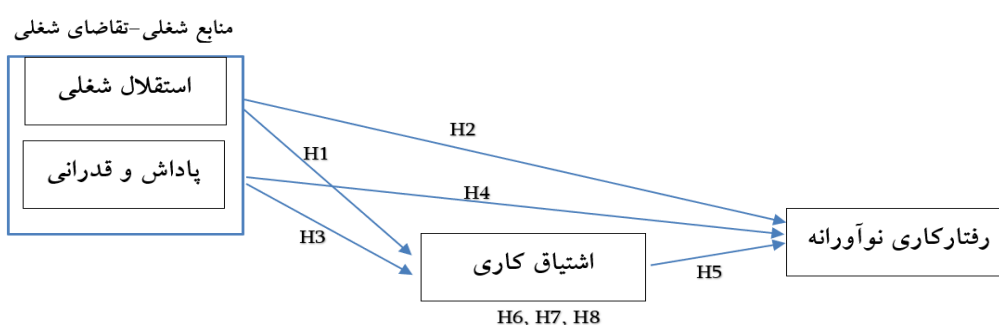 منابع شغلی-تقاضای شغلی
استقلال شغلی
پاداش و قدرانی
H1
H2
H3
H4
اشتیاق کاری
H5
رفتارکاری نوآورانه
H6, H7, H8